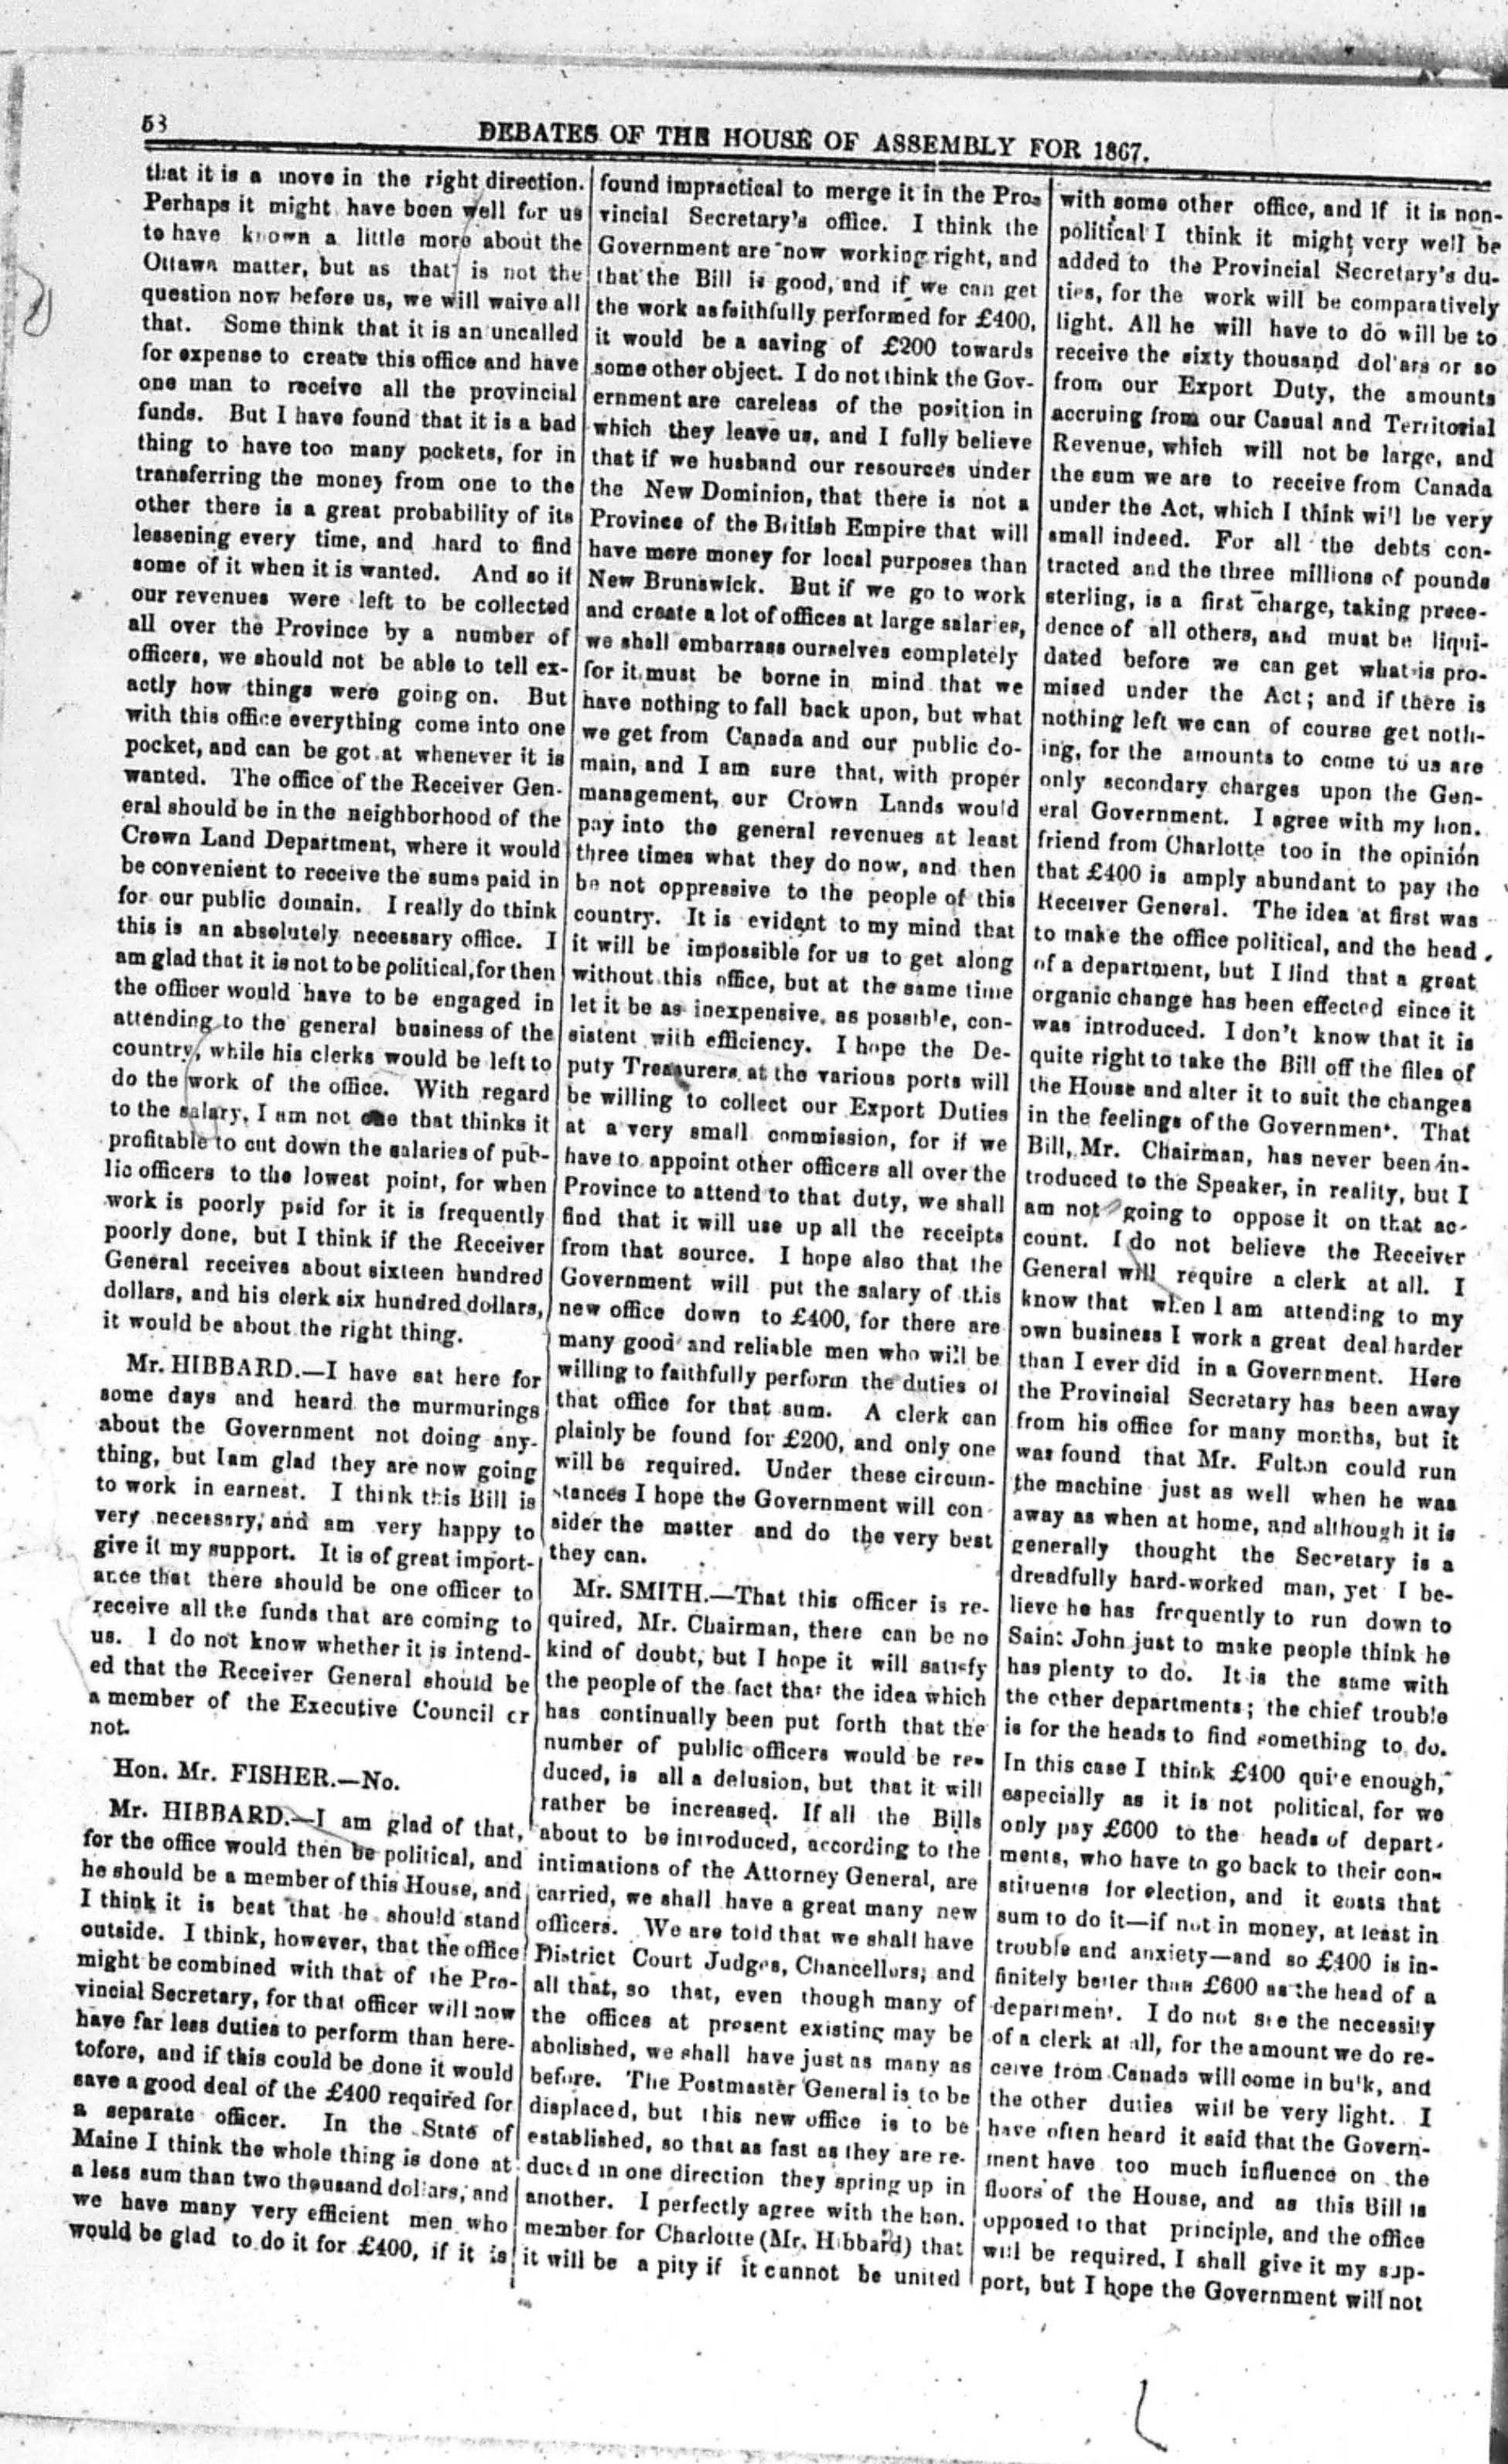 58
DEBATES OF THE HOUSE OF ASSEMBLY FOR 1867.
that it is a move in the right direction.
Perhaps it might have been well for us
to have known a little more about the
Ottawa matter, but as that is not the
question now before us, we will waive all
that. Some think that it is an uncalled
for expense to create this office and have
one man to receive all the provincial
funds. But I have found that it is a bad
thing to have too many pockets, for in
transferring the money from one to the
other there is a great probability of its
lessening every time, and hard to find
some of it when it is wanted. And so if
our revenues were left to be collected
all over the Province by a number of
officers, we should not be able to tell ex-
actly how things were going on. But
with this office everything come into one
pocket, and can be got at whenever it is
wanted. The office of the Receiver Gen-
eral should be in the neighborhood of the
Crown Land Department, where it would
be convenient to receive the sums paid in
for our public domain. I really do think
this is an absolutely necessary office. I
am glad that it is not to be political, for then
the officer would have to be engaged in
attending to the general business of the
country, while his clerks would be left to
do the work of the office. With regard
to the salary, I am not one that thinks it
profitable to cut down the salaries of pub-
lic officers to the lowest point, for when
work is poorly paid for it is frequently
poorly done, but I think if the Receiver
General receives about sixteen hundred
dollars, and his clerk six hundred dollars,
it would be about the right thing.
Mr. HIBBARD.—I have sat here for
some days and heard the murmurings
about the Government not doing any-
thing, but I am glad they are now going
to work in earnest. I think this Bill is
very necessary, and am very happy to
give it my support. It is of great import-
ance that there should be one officer to
receive all the funds that are coming to
us. I do not know whether it is intend-
ed that the Receiver General should be
a member of the Executive Council or
not.
Hon. Mr. FISHER.—No.
Mr. HIBBARD.—I am glad of that,
for the office would then be political, and
he should be a member of this House, and
I think it is best that he should stand
outside. I think, however, that the office
might be combined with that of the Pro-
vincial Secretary, for that officer will now
have far less duties to perform than here-
tofore, and if this could be done it would
save a good deal of the £400 required for
a separate officer. In the State of
Maine I think the whole thing is done at
a less sum than two thousand dollars, and
we have many very efficient men who
would be glad to do it for £400, if it is
found impractical to merge it in the Pro-
vincial Secretary's office. I think the
Government are now working right, and
that the Bill is good, and if we can get
the work as faithfully performed for £400,
it would be a saving of £200 towards
some other object. I do not think the Gov-
ernment are careless of the position in
which they leave us, and I fully believe
that if we husband our resources under
the New Dominion, that there is not a
Province of the British Empire that will
have more money for local purposes than
New Brunswick. But if we go to work
and create a lot of offices at large salaries,
we shall embarrass ourselves completely
for it must be borne in mind that we
have nothing to fall back upon, but what
we get from Canada and our public do-
main, and I am sure that, with proper
management, our Crown Lands would
pay into the general revenues at least
three times what they do now, and then
be not oppressive to the people of this
country. It is evident to my mind that
it will be impossible for us to get along
without this office, but at the same time
let it be as inexpensive, as possible, con-
sistent with efficiency. I hope the De-
puty Treasurers at the various ports will
be willing to collect our Export Duties
at a very small commission, for if we
have to appoint other officers all over the
Province to attend to that duty, we shall
find that it will use up all the receipts
from that source. I hope also that the
Government will put the salary of this
new office down to £400, for there are
many good and reliable men who will be
willing to faithfully perform the duties of
that office for that sum. A clerk can
plainly be found for £200, and only one
will be required. Under these circum-
stances I hope the Government will con-
sider the matter and do the very best
they can.
Mr. SMITH.—That this officer is re-
quired, Mr. Chairman, there can be no
kind of doubt, but I hope it will satisfy
the people of the fact that the idea which
has continually been put forth that the
number of public officers would be re-
duced, is all a delusion, but that it will
rather be increased. If all the Bills
about to be introduced, according to the
intimations of the Attorney General, are
carried, we shall have a great many new
officers. We are told that we shall have
District Court Judges, Chancellors, and
all that, so that, even though many of
the offices at present existing may be
abolished, we shall have just as many as
before. The Postmaster General is to be
displaced, but this new office is to be
established, so that as fast as they are re-
duced in one direction they spring up in
another. I perfectly agree with the hon.
member for Charlotte (Mr. Hibbard) that
it will be a pity if it cannot be united
with some other office, and if it is non-
political I think it might very well be
added to the Provincial Secretary's du-
ties, for the work will be comparatively
light. All he will have to do will be to
receive the sixty thousand dollars or so
from our Export Duty, the amounts
accruing from our Casual and Territorial
Revenue, which will not be large, and
the sum we are to receive from Canada
under the Act, which I think will be very
small indeed. For all the debts con-
tracted and the three millions of pounds
sterling, is a first charge, taking prece-
dence of all others, and must be liqui-
dated before we can get what is pro-
mised under the Act; and if there is
nothing left we can of course get noth-
ing, for the amounts to come to us are
only secondary charges upon the Gen-
eral Government. I agree with my hon.
friend from Charlotte too in the opinion
that £400 is amply abundant to pay the
Receiver General. The idea at first was
to make the office political, and the head
of a department, but I find that a great
organic change has been effected since it
was introduced. I don't know that it is
quite right to take the Bill off the files of
the House and alter it to suit the changes
in the feelings of the Government. That
Bill, Mr. Chairman, has never been in-
troduced to the Speaker, in reality, but I
am not going to oppose it on that ac-
count. I do not believe the Receiver
General will require a clerk at all. I
know that when I am attending to my
own business I work a great deal harder
than I ever did in a Government. Here
the Provincial Secretary has been away
from his office for many months, but it
was found that Mr. Fulton could run
the machine just as well when he was
away as when at home, and although it is
generally thought the Secretary is a
dreadfully hard-worked man, yet I be-
lieve he has frequently to run down to
Saint John just to make people think he
has plenty to do. It is the same with
the other departments; the chief trouble
is for the heads to find something to do.
In this case I think £400 quite enough,
especially as it is not political, for we
only pay £600 to the heads of depart-
ments, who have to go back to their con-
stituents for election, and it costs that
sum to do it—if not in money, at least in
trouble and anxiety—and so £400 is in-
finitely better than £600 as the head of a
department. I do not see the necessity
of a clerk at all, for the amount we do re-
ceive from Canada will come in bulk, and
the other duties will be very light. I
have often heard it said that the Govern-
ment have too much influence on the
floors of the House, and as this Bill is
opposed to that principle, and the office
will be required, I shall give it my sup-
port, but I hope the Government will not